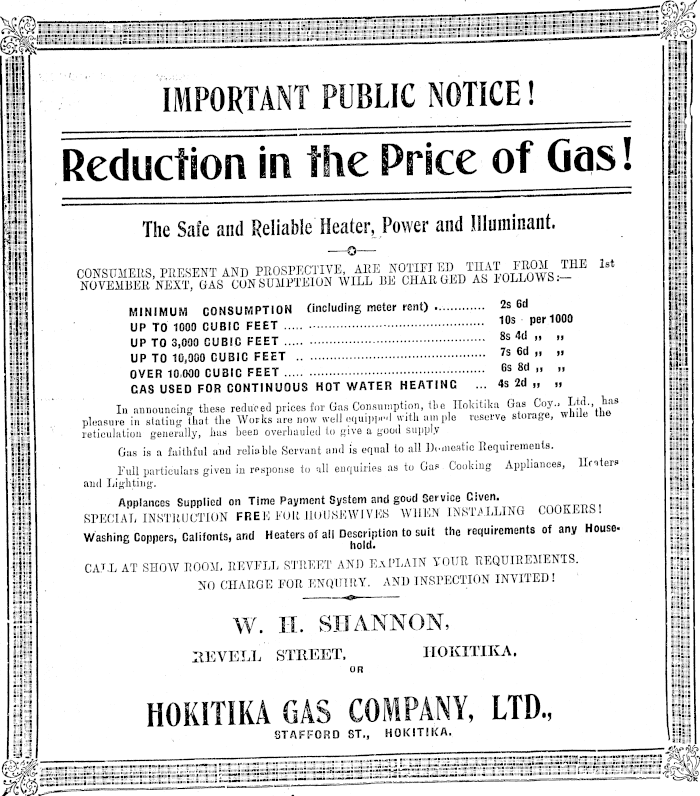 IMPORTANT PUBLIC NOTICE!
Reduction in the Price of Gas!
The Safe and Reliable Heater, Power and Illuminant.
CONSUMERS, PRESENT AND PROSPECTIVE, ARE NOTIFIED THAT FROM THE 1st
NOVEMBER NEXT, GAS CONSUMPTEION WILL BE CHARGED AS FOLLOWS:—
MINIMUM CONSUMPTION (including meter rent) ............ 2s 6d
UP TO 1000 CUBIC FEET ..... .......................................... 10s per 1000
UP TO 3,000 CUBIC FEET ..... .......................................... 8s 4d ,, ,,
UP TO 10,000 CUBIC FEET .. .......................................... 7s 6d ,, ,,
OVER 10,000 CUBIC FEET ..... .......................................... 6s 8d ,, ,,
GAS USED FOR CONTINUOUS HOT WATER HEATING ... 4s 2d ,, ,,
In announcing these reduced prices for Gas Consumption, the Hokitika Gas Coy., Ltd., has
pleasure in stating that the Works are now well equipped with ample reserve storage, while the
reticulation generally, has been overhauled to give a good supply
Gas is a faithful and reliable Servant and is equal to all Domestic Requirements.
Full particulars given in response to all enquiries as to Gas Cooking Appliances, Heaters
and Lighting.
Applances Supplied on Time Payment System and good Service Given.
SPECIAL INSTRUCTION FREE FOR HOUSEWIVES WHEN INSTALLING COOKERS!
Washing Coppers, Califonts, and Heaters of all Description to suit the requirements of any House-
hold.
CALL AT SHOW ROOM, REVELL STREET AND EXPLAIN YOUR REQUIREMENTS.
NO CHARGE FOR ENQUIRY. AND INSPECTION INVITED!
W. H. SHANNON,
REVELL STREET, HOKITIKA.
OR
HOKITIKA GAS COMPANY, LTD.,
STAFFORD ST., HOKITIKA.